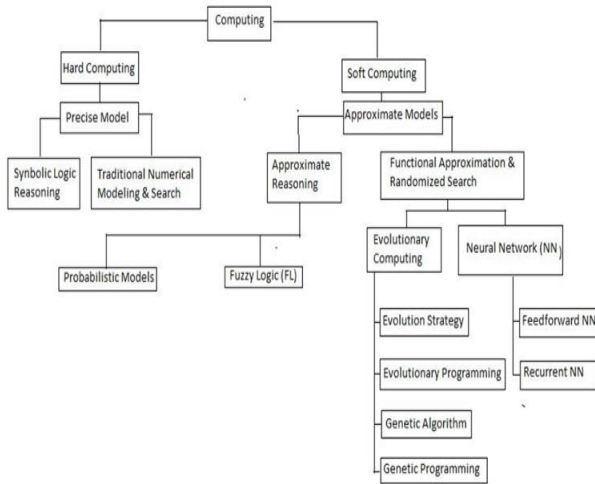 Computing
Hard Computing
Soft Computing
Precise Model
Approximate Models
Synbolic Logic
Reasoning
Traditional Numerical
Modeling & Search
Approximate
Reasoning
Functional Approximation &
Randomized Search
Evolutionary
Computing
Neural Network (NN)
Probabilistic Models
Fuzzy Logic (FL)
Evolution Strategy
Feedforward NN
Evolutionary Programming
Recurrent NN
Genetic Algorithm
Genetic Programming